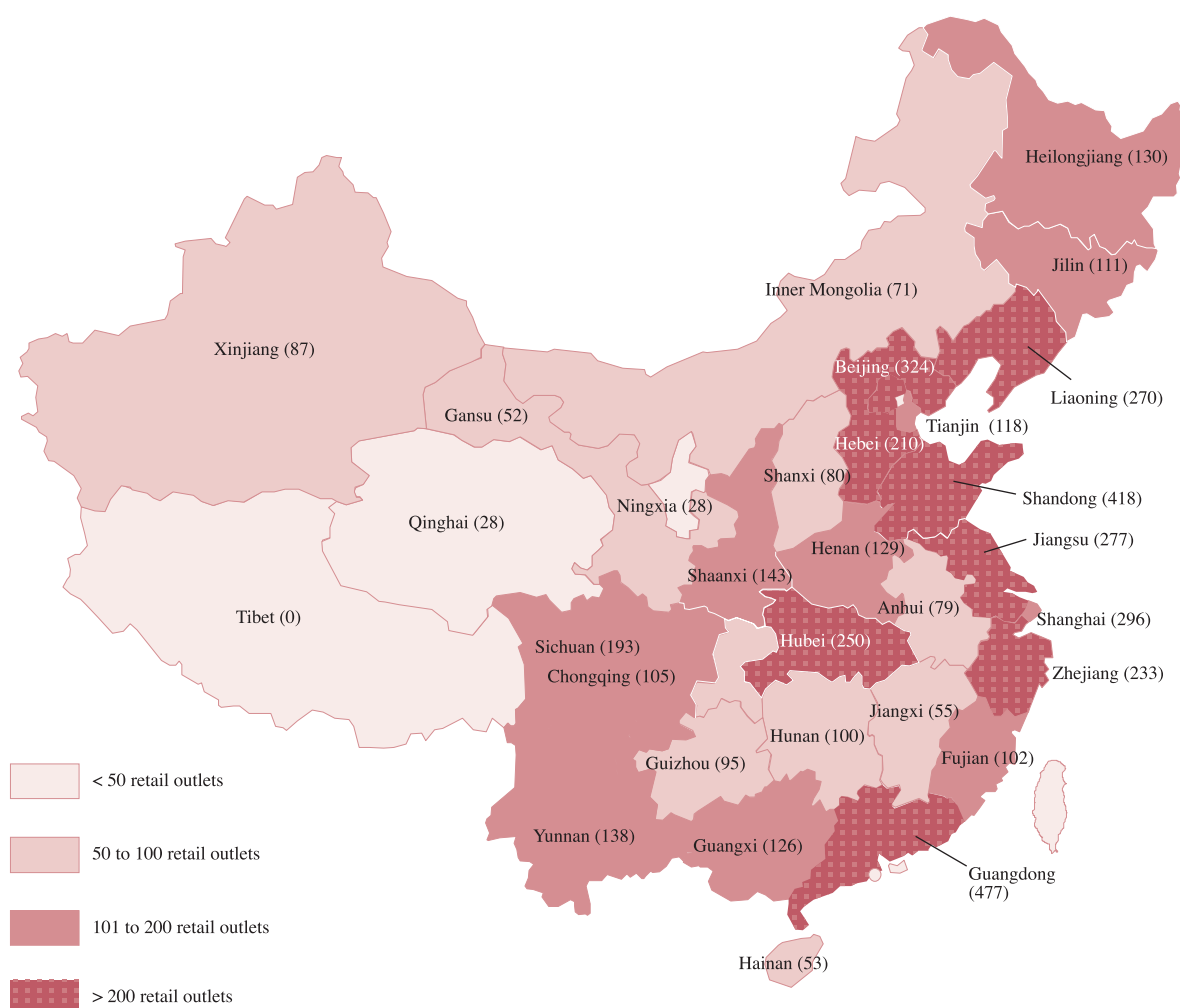 Heilongjiang (130)
Jilin (111)
Inner Mongolia (71)
Xinjiang (87)
Beijing (324)
Liaoning (270)
Gansu (52)
Tianjin (118)
Hebei (210)
Shanxi (80)
Shandong (418)
Ningxia (28)
Qinghai (28)
Jiangsu (277)
Henan (129)
Shaanxi (143)
Anhui (79)
Tibet (0)
Shanghai (296)
Hubei (250)
Sichuan (193)
Chongqing (105)
Zhejiang (233)
Jiangxi (55)
Hunan (100)
Guizhou (95)
Fujian (102)
< 50 retail outlets
Yunnan (138)
Guangxi (126)
50 to 100 retail outlets
Guangdong
(477)
101 to 200 retail outlets
Hainan (53)
> 200 retail outlets